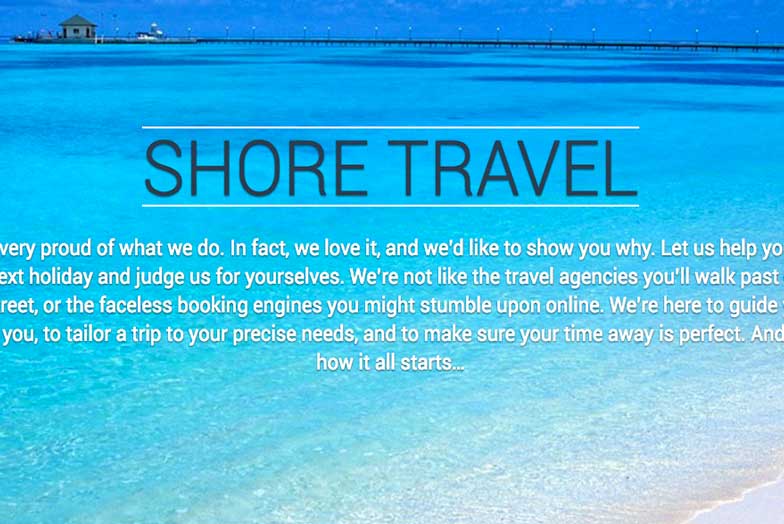 SHORE TRAVEL
very proud of what we do. In fact, we love it, and we'd like to show you why. Let us help yo
ext holiday and judge us for yourselves. We're not like the travel agencies you'll walk past
reet, or the faceless booking engines you might stumble upon online. We're here to guide
you, to tailor a trip to your precise needs, and to make sure your time away is perfect. And
how it all starts...